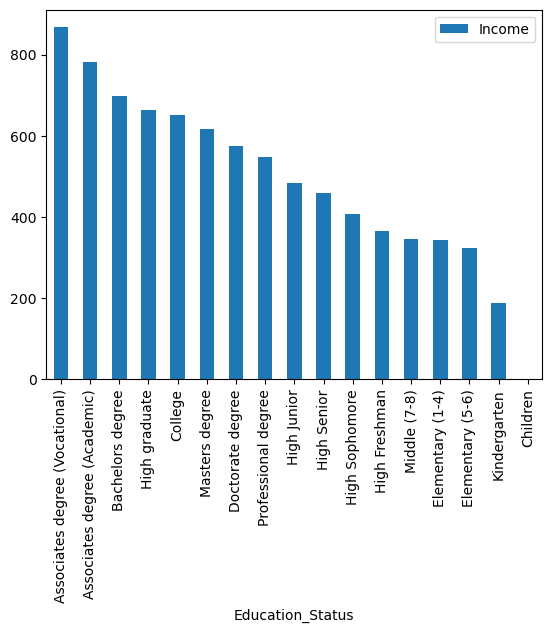 Income
800
600
400
200
0
Associates degree (Vocational)
Associates degree (Academic)
Bachelors degree
High graduate
College
Masters degree
Doctorate degree
Professional degree
High Junior
High Senior
High Sophomore
High Freshman
Middle (7-8)
Elementary (1-4)
Elementary (5-6)
Kindergarten
Children
Education_Status